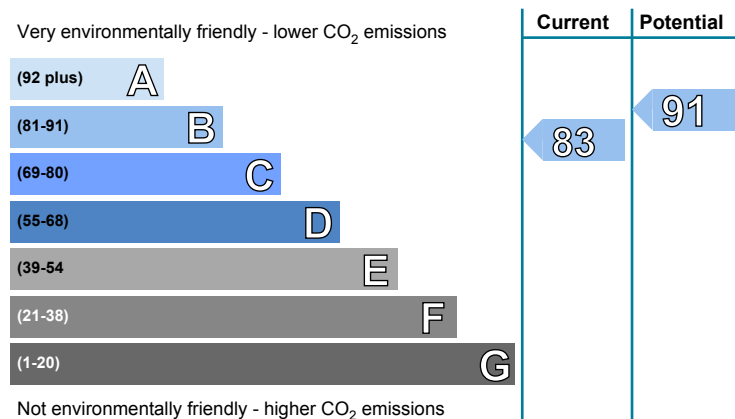 Very environmentally friendly - lower CO₂ emissions
Current
Potential
(92 plus) A
(81-91) B
(69-80) C
(55-68) D
(39-54 E
(21-38) F
(1-20) G
83
91
Not environmentally friendly - higher CO₂ emissions